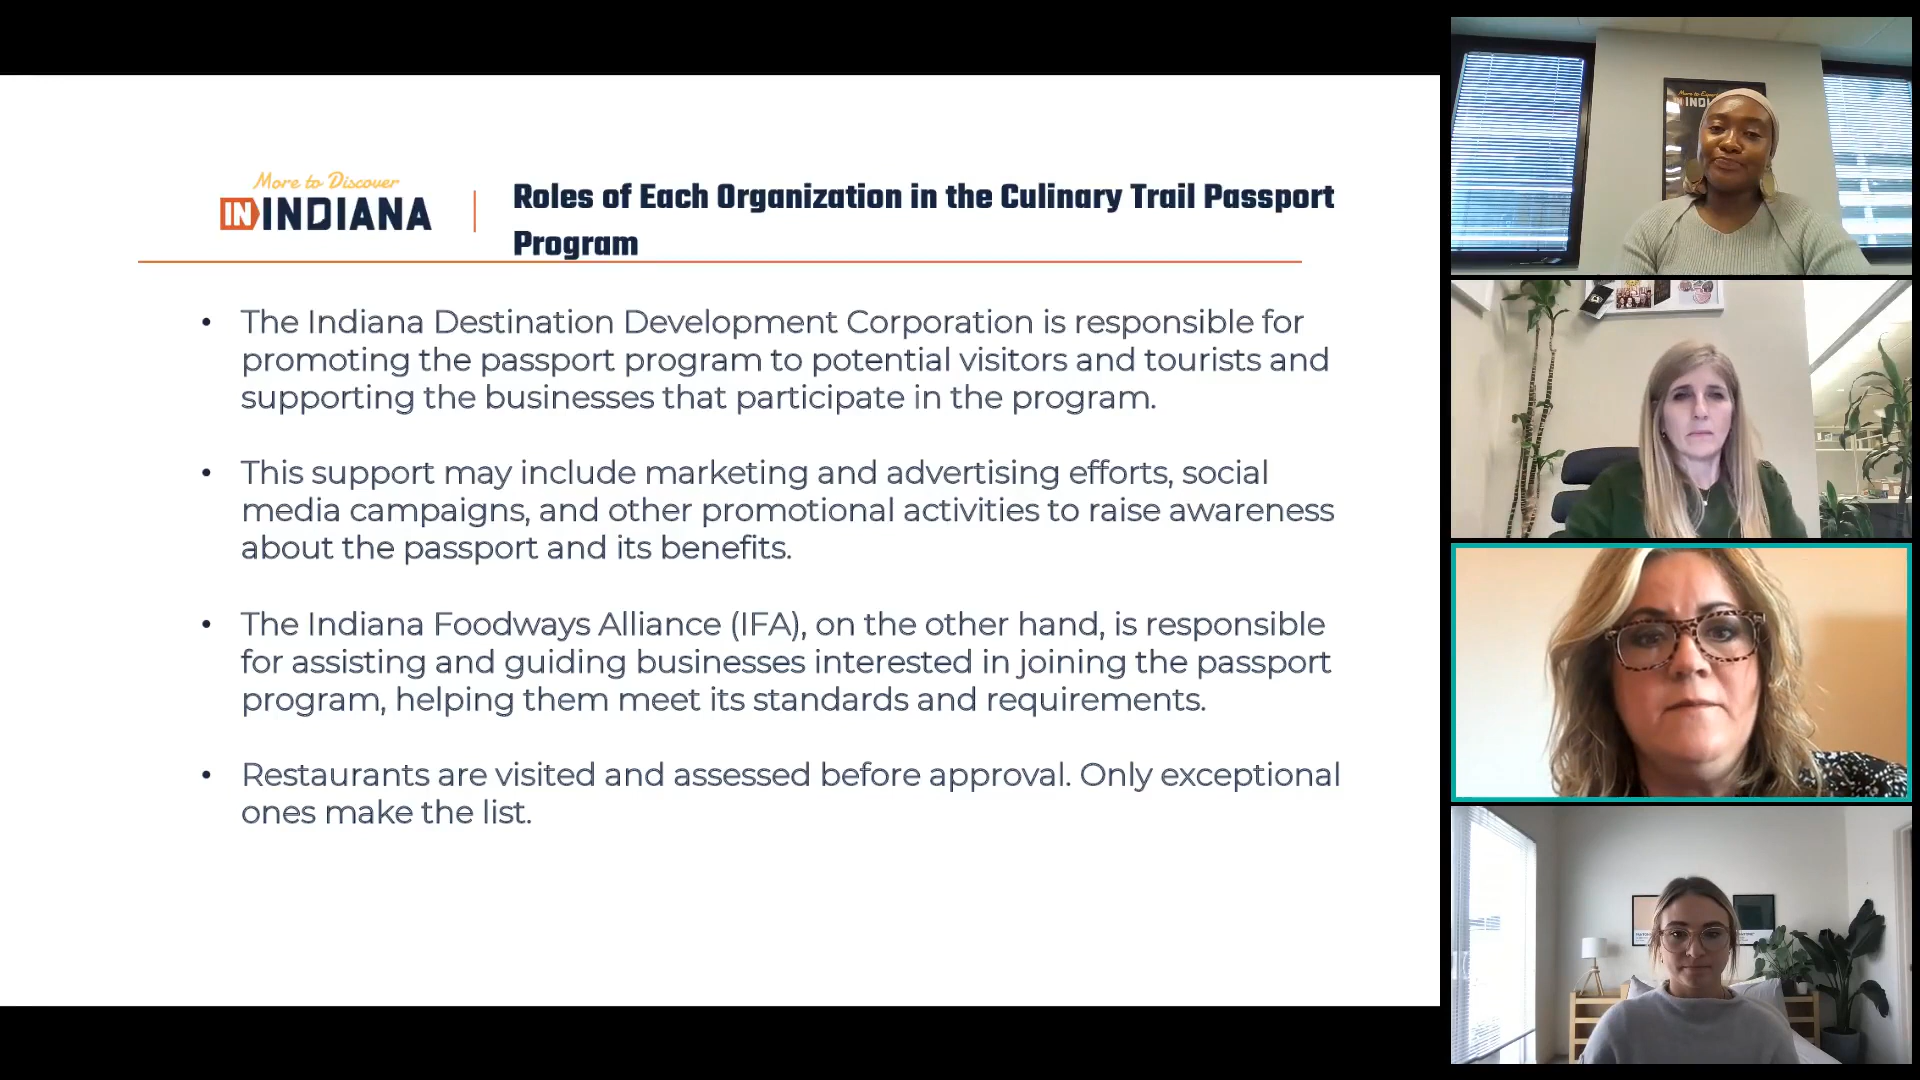 More to Discover
IN INDIANA
Roles of Each Organization in the Culinary Trail Passport
Program
• The Indiana Destination Development Corporation is responsible for
promoting the passport program to potential visitors and tourists and
supporting the businesses that participate in the program.
• This support may include marketing and advertising efforts, social
media campaigns, and other promotional activities to raise awareness
about the passport and its benefits.
• The Indiana Foodways Alliance (IFA), on the other hand, is responsible
for assisting and guiding businesses interested in joining the passport
program, helping them meet its standards and requirements.
• Restaurants are visited and assessed before approval. Only exceptional
ones make the list.
More to